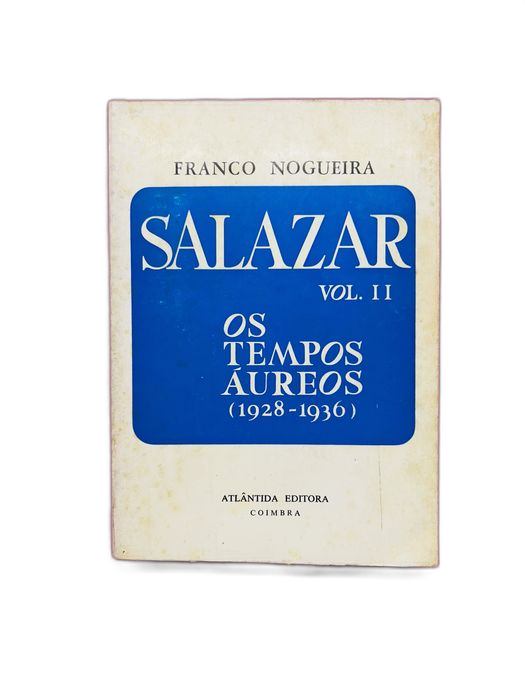 FRANCO NOGUEIRA
SALAZAR
VOL. II
OS
TEMPOS
ÁUREOS
(1928-1936)
ATLÂNTIDA EDITORA
COIMBRA